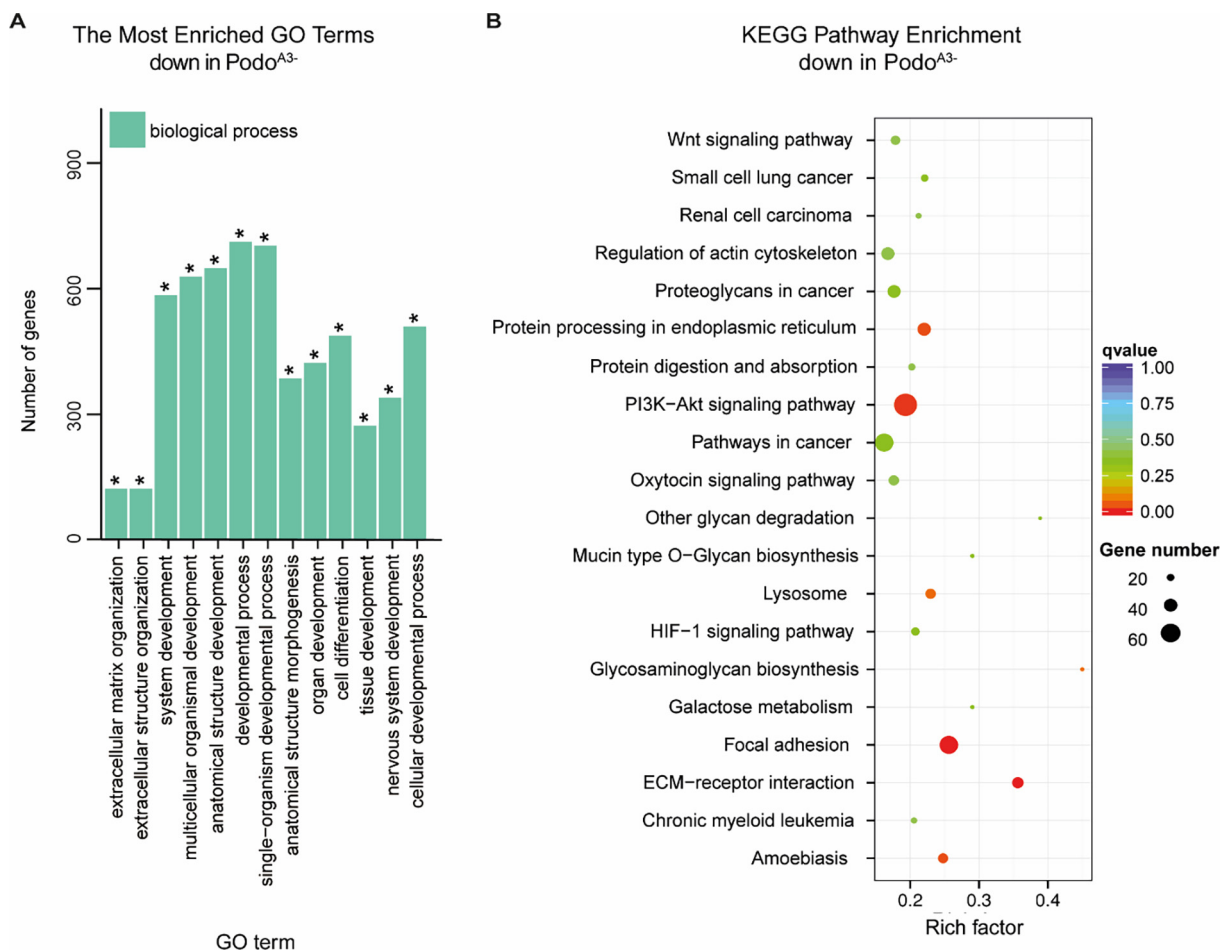 A
The Most Enriched GO Terms
down in Podo^A3-
biological process
Number of genes
900
600
300
0
* * * * * * * * * * * * *
extracellular matrix organization
extracellular structure organization
system development
multicellular organismal development
anatomical structure development
developmental process
single−organism developmental process
anatomical structure morphogenesis
organ development
cell differentiation
tissue development
nervous system development
cellular developmental process
GO term
B
KEGG Pathway Enrichment
down in Podo^A3-
Wnt signaling pathway
Small cell lung cancer
Renal cell carcinoma
Regulation of actin cytoskeleton
Proteoglycans in cancer
Protein processing in endoplasmic reticulum
Protein digestion and absorption
PI3K−Akt signaling pathway
Pathways in cancer
Oxytocin signaling pathway
Other glycan degradation
Mucin type O−Glycan biosynthesis
Lysosome
HIF−1 signaling pathway
Glycosaminoglycan biosynthesis
Galactose metabolism
Focal adhesion
ECM−receptor interaction
Chronic myeloid leukemia
Amoebiasis
0.2 0.3 0.4
Rich factor
qvalue
1.00
0.75
0.50
0.25
0.00
Gene number
20
40
60